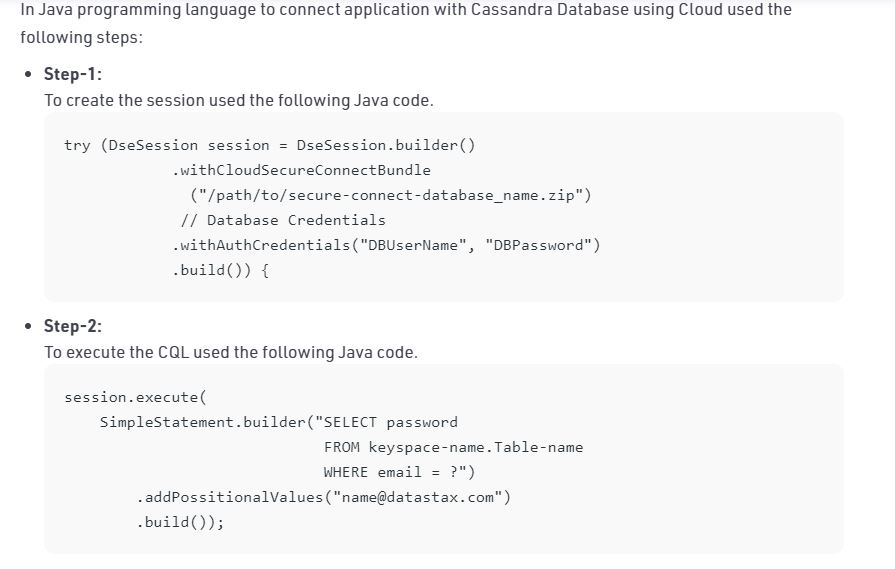 In Java programming language to connect application with Cassandra Database using Cloud used the
following steps:
• Step-1:
To create the session used the following Java code.
try (DseSession session = DseSession.builder()
.withCloudSecureConnectBundle
("/path/to/secure-connect-database_name.zip")
// Database Credentials
.withAuthCredentials("DBUserName", "DBPassword")
.build()) {
• Step-2:
To execute the CQL used the following Java code.
session.execute(
SimpleStatement.builder("SELECT password
FROM keyspace-name.Table-name
WHERE email = ?")
.addPossitionalValues("name@datastax.com")
.build());